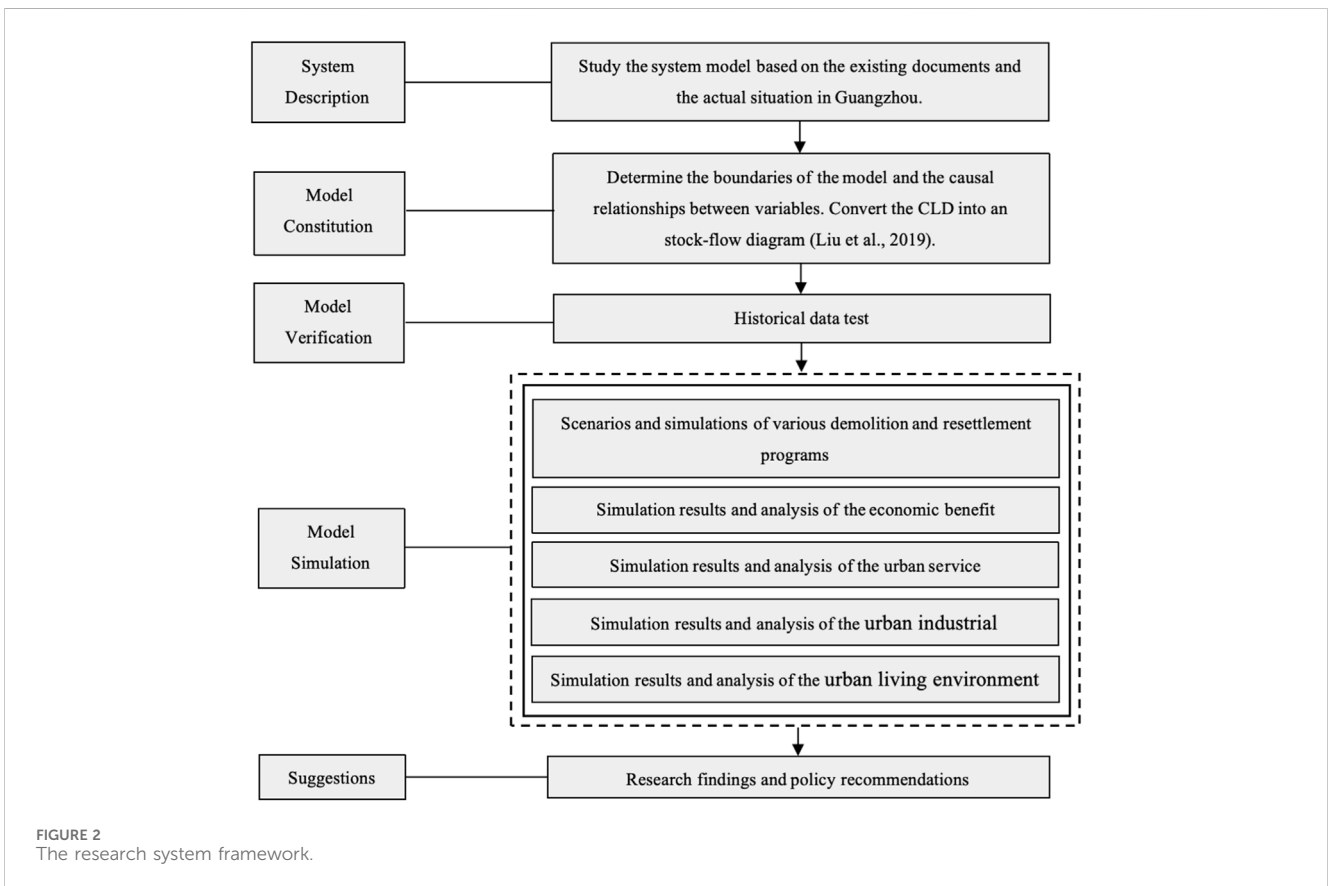 System
Description
Study the system model based on the existing documents and
the actual situation in Guangzhou.
Model
Constitution
Determine the boundaries of the model and the causal
relationships between variables. Convert the CLD into an
stock-flow diagram (Liu et al., 2019).
Model
Verification
Historical data test
Model
Simulation
Scenarios and simulations of various demolition and resettlement
programs
Simulation results and analysis of the economic benefit
Simulation results and analysis of the urban service
Simulation results and analysis of the urban industrial
Simulation results and analysis of the urban living environment
Suggestions
Research findings and policy recommendations
FIGURE 2
The research system framework.